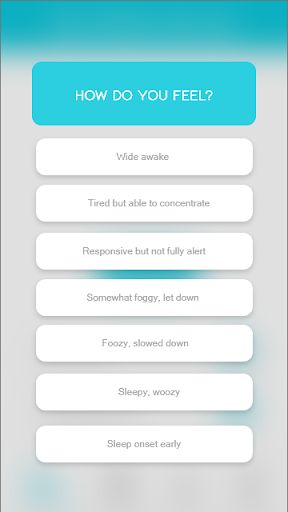 HOW DO YOU FEEL?
Wide awake
Tired but able to concentrate
Responsive but not fully alert
Somewhat foggy, let down
Foozy, slowed down
Sleepy, woozy
Sleep onset early